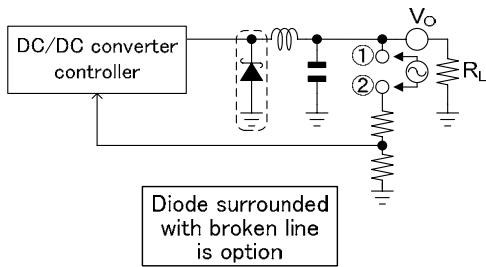 DC/DC converter
controller
Vo
①
②
RL
Diode surrounded
with broken line
is option